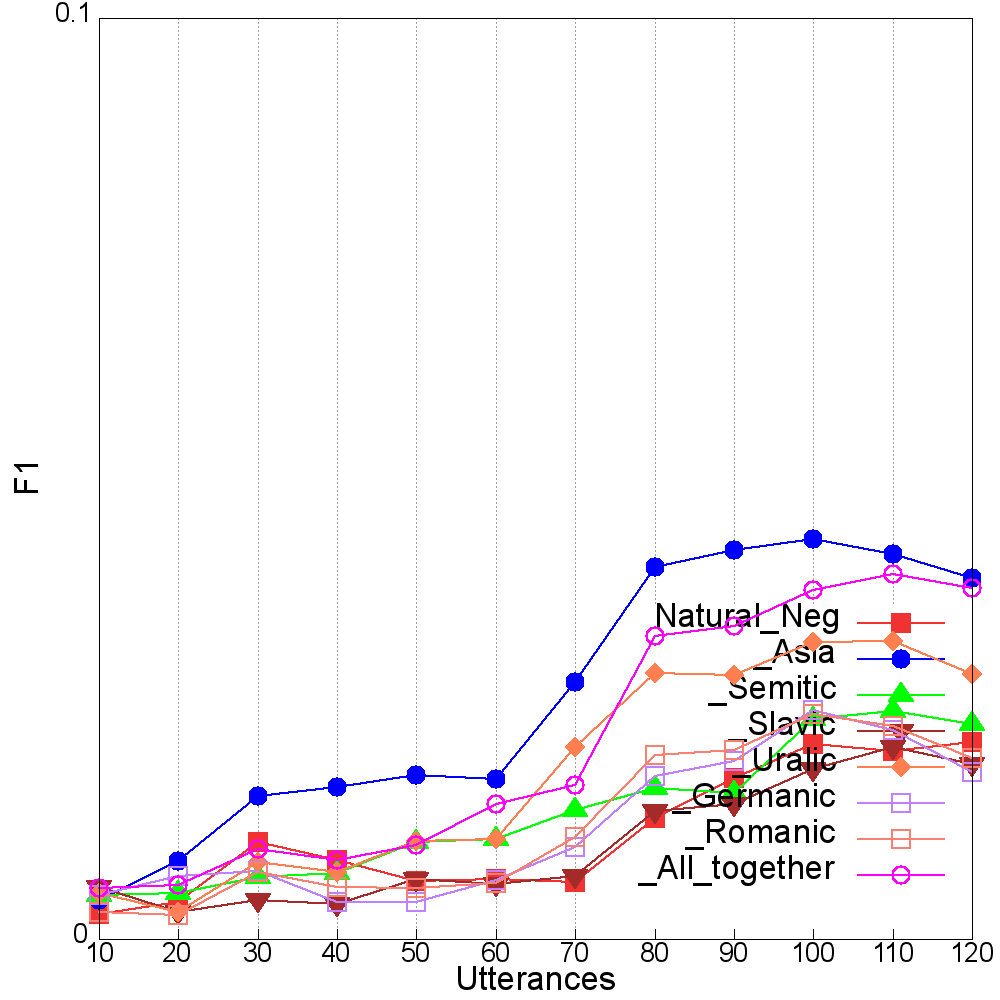 0.1
F1
Natural_Neg
_Asia
_Semitic
_Slavic
_Uralic
_Germanic
_Romanic
_All_together
0
10 20 30 40 50 60 70 80 90 100 110 120
Utterances